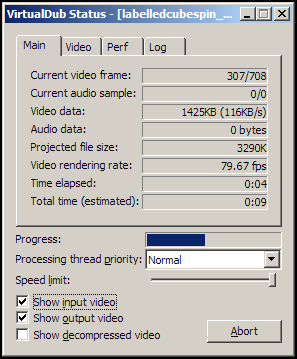 VirtualDub Status - [labelledcubespin_...
Main Video Perf Log
Current video frame: 307/708
Current audio sample: 0/0
Video data: 1425KB (116KB/s)
Audio data: 0 bytes
Projected file size: 3290K
Video rendering rate: 79.67 fps
Time elapsed: 0:04
Total time (estimated): 0:09
Progress:
Processing thread priority: Normal
Speed limit:
Show input video
Show output video
Show decompressed video
Abort